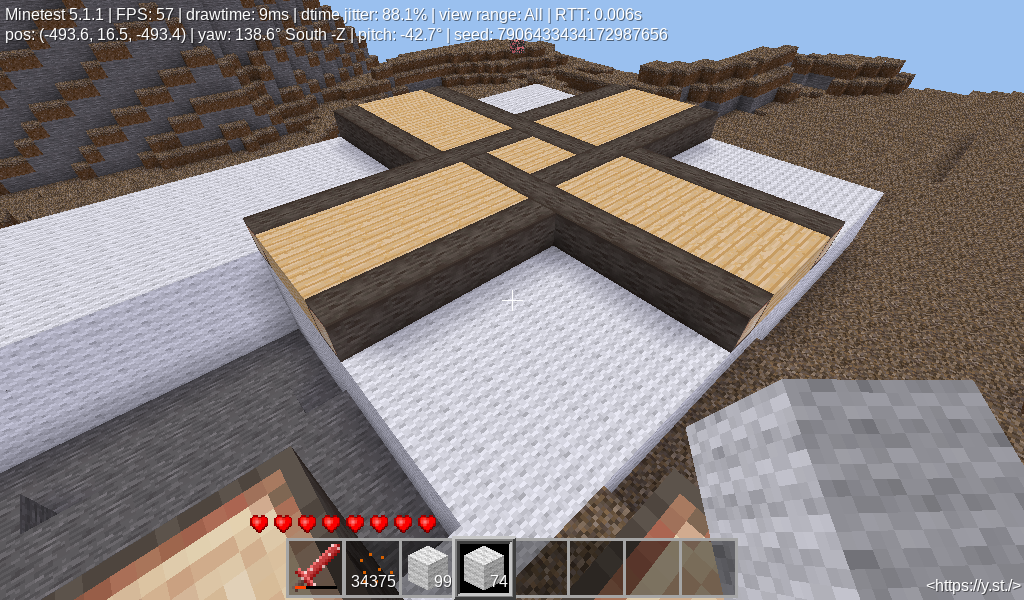 Minetest 5.1.1 | FPS: 57 | drawtime: 9ms | dtime jitter: 88.1% | view range: All | RTT: 0.006s
pos: (-493.6, 16.5, -493.4) | yaw: 138.6° South -Z | pitch: -42.7° | seed: 7906433434172987656
34375
99
74
<https://y.st./>